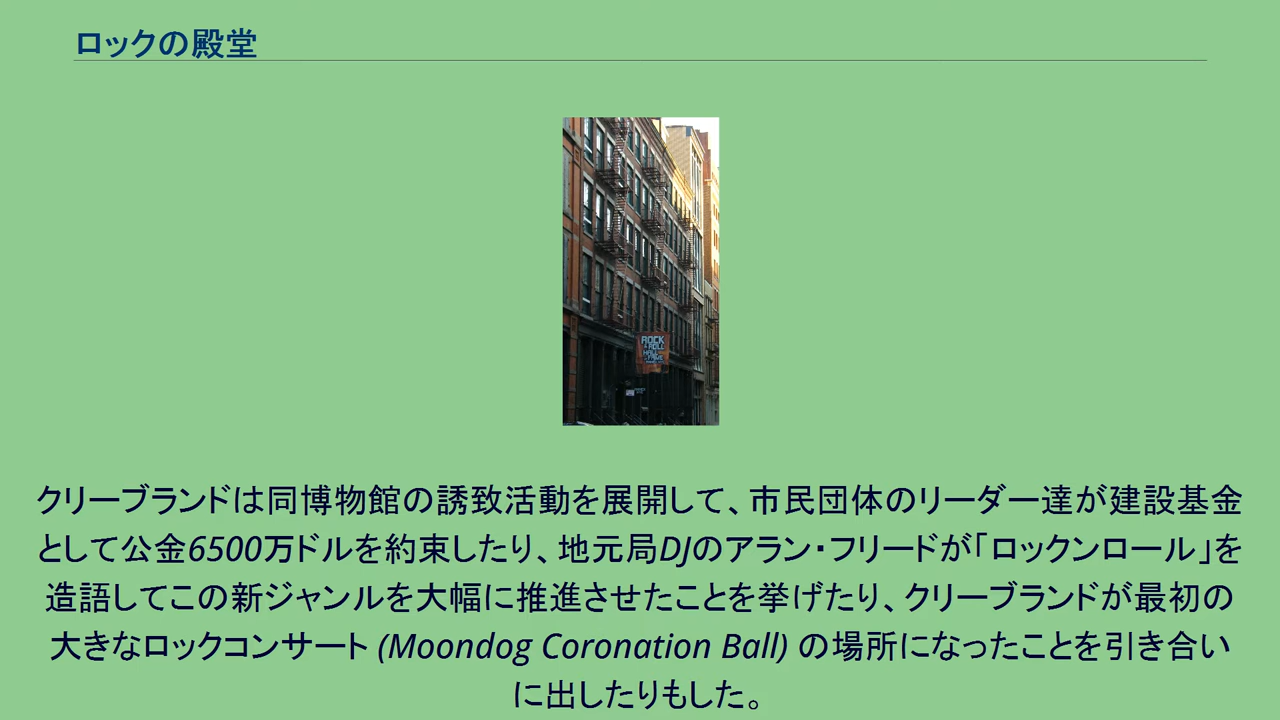 ロックの殿堂
ROCK
& ROLL
HALL
FAME
クリーブランドは同博物館の誘致活動を展開して、市民団体のリーダー達が建設基金
として公金6500万ドルを約束したり、地元局DJのアラン・フリードが「ロックンロール」を
造語してこの新ジャンルを大幅に推進させたことを挙げたり、クリーブランドが最初の
大きなロックコンサート (Moondog Coronation Ball) の場所になったことを引き合い
に出したりもした。